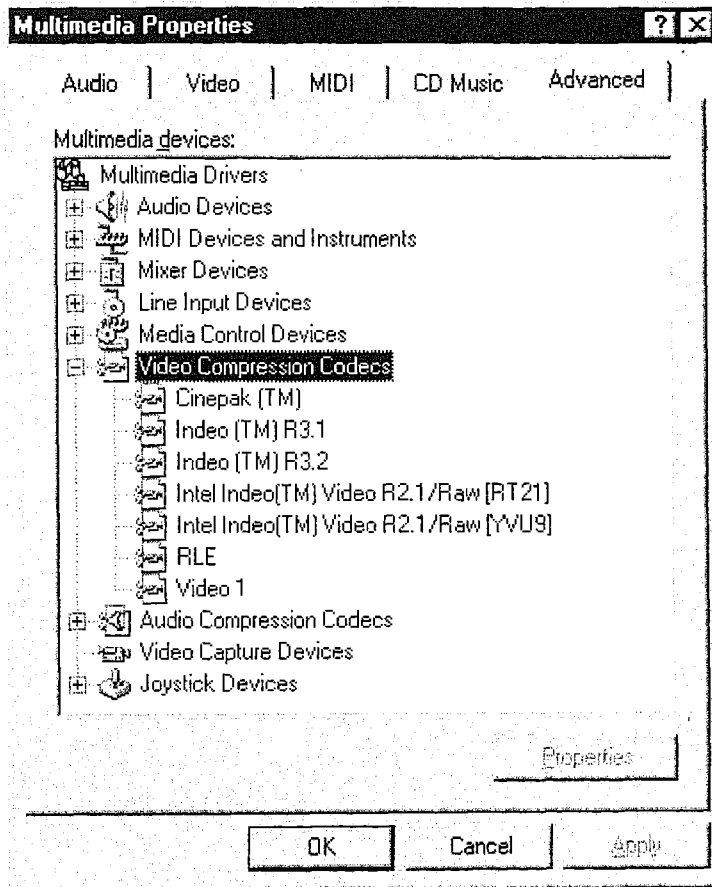 Multimedia Properties
Audio Video MIDI CD Music Advanced
Multimedia devices:
Multimedia Drivers
Audio Devices
MIDI Devices and Instruments
Mixer Devices
Line Input Devices
Media Control Devices
Video Compression Codecs
Cinepak (TM)
Indeo (TM) R3.1
Indeo (TM) R3.2
Intel Indeo(TM) Video R2.1/Raw [RT21]
Intel Indeo(TM) Video R2.1/Raw [YVU9]
RLE
Video 1
Audio Compression Codecs
Video Capture Devices
Joystick Devices
Properties
OK Cancel Apply